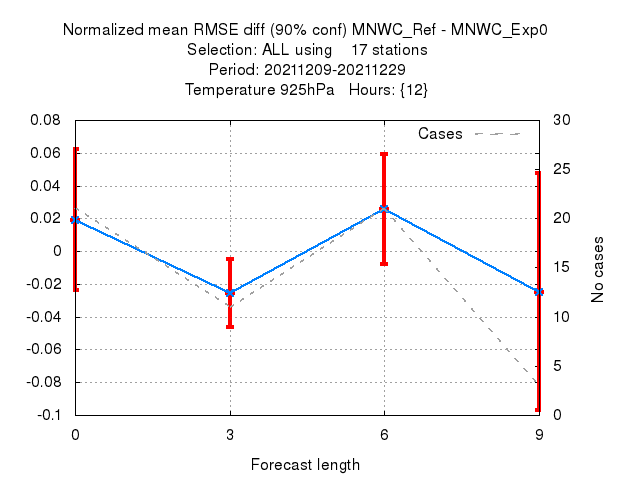 Normalized mean RMSE diff (90% conf) MNWC_Ref - MNWC_Exp0
Selection: ALL using 17 stations
Period: 20211209-20211229
Temperature 925hPa Hours: {12}
Cases
0.08
0.06
0.04
0.02
0
-0.02
-0.04
-0.06
-0.08
-0.1
30
25
20
15
10
5
0
No cases
0 3 6 9
Forecast length